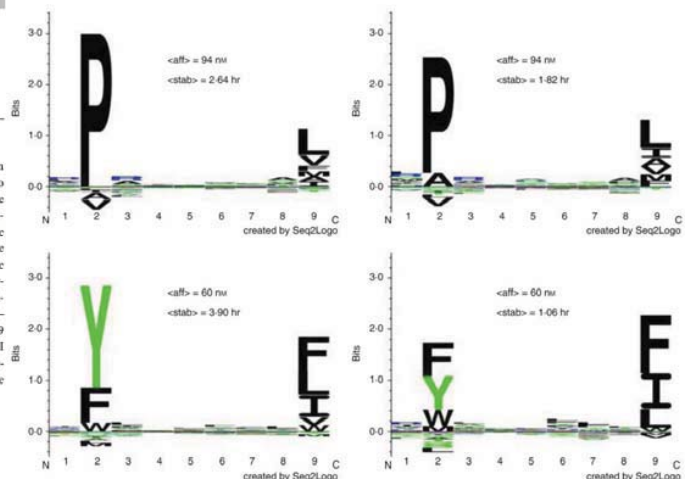 <aff> = 94 nM
<stab> = 2·64 hr
Bits
3·0
2·0
1·0
0·0
P
L
N 1 2 3 4 5 6 7 8 9 C
created by Seq2Logo
<aff> = 94 nM
<stab> = 1·82 hr
Bits
3·0
2·0
1·0
0·0
P
A
L
N 1 2 3 4 5 6 7 8 9 C
created by Seq2Logo
<aff> = 60 nM
<stab> = 3·90 hr
Bits
3·0
2·0
1·0
0·0
Y
F
W
F
L
I
N 1 2 3 4 5 6 7 8 9 C
created by Seq2Logo
<aff> = 60 nM
<stab> = 1·06 hr
Bits
3·0
2·0
1·0
0·0
F
Y
W
F
I
L
N 1 2 3 4 5 6 7 8 9 C
created by Seq2Logo